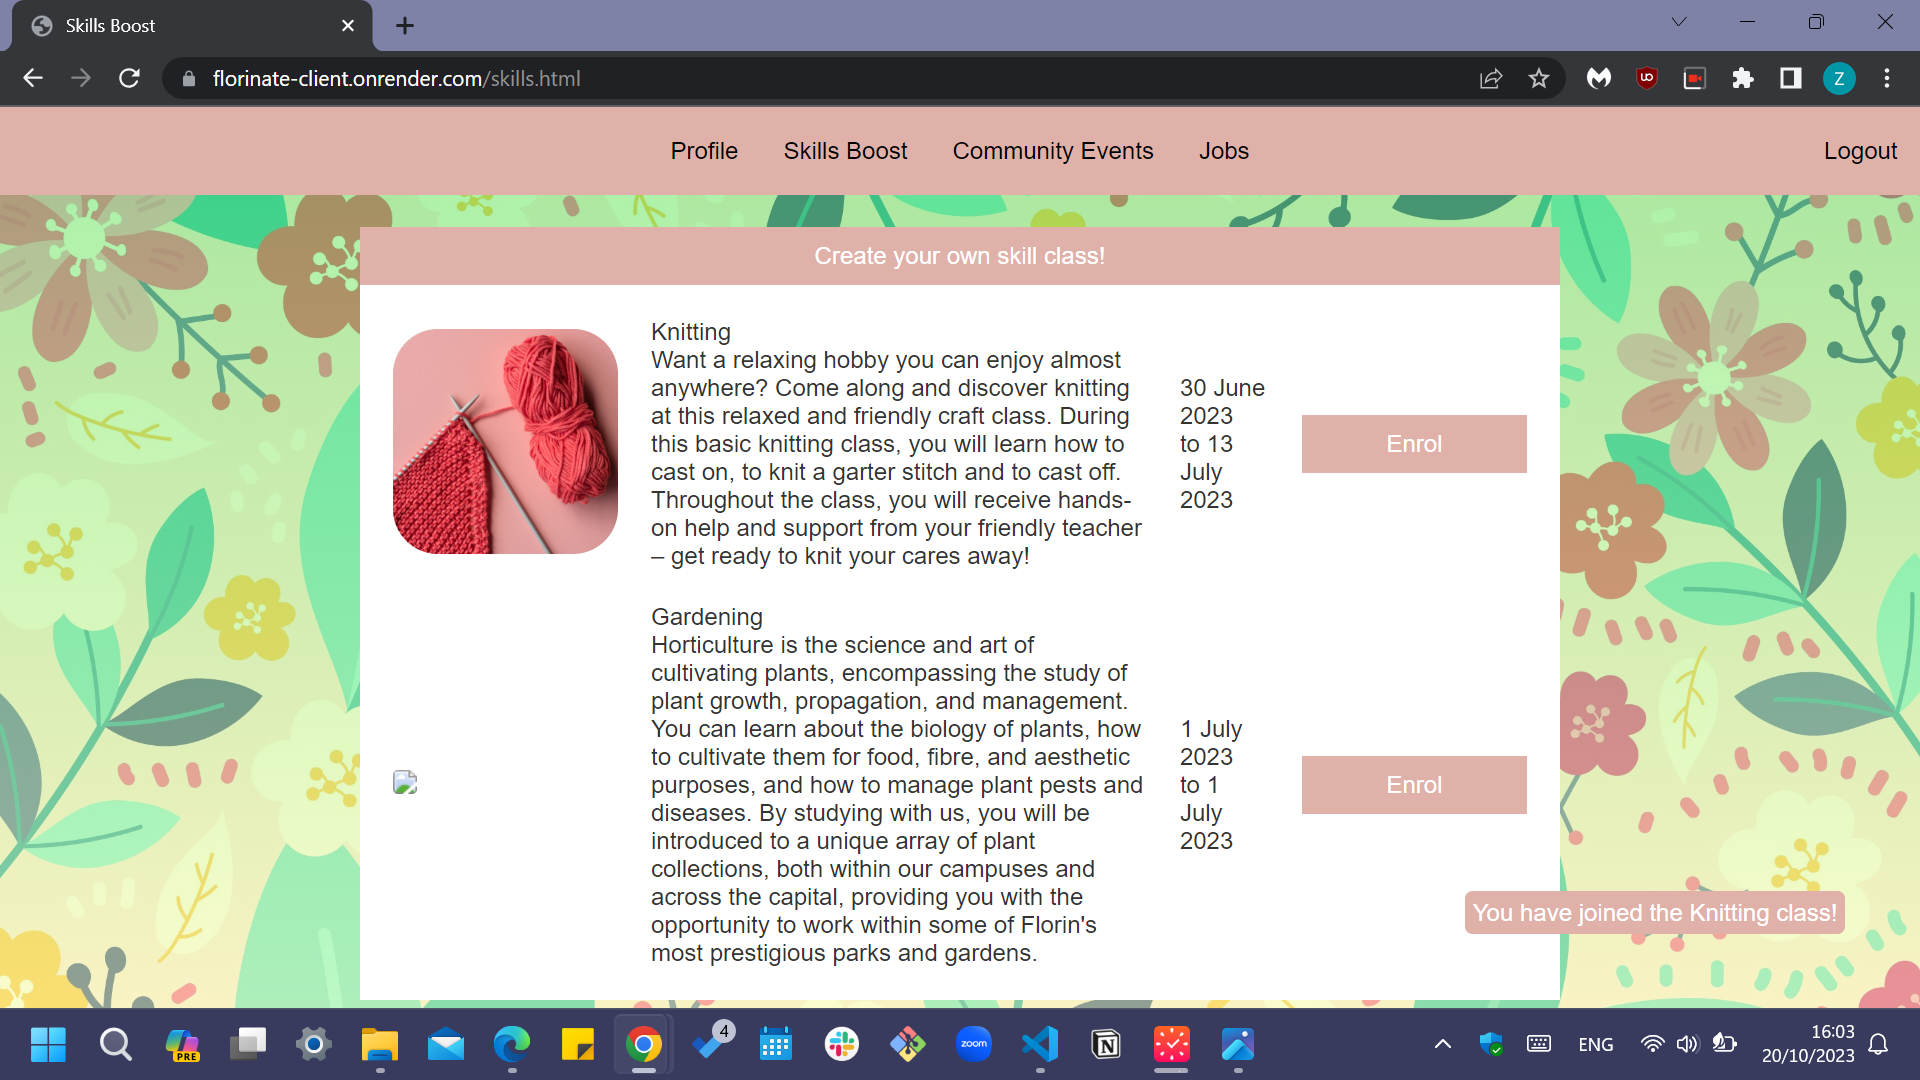 Skills Boost
florinate-client.onrender.com/skills.html
Z
Profile
Skills Boost
Community Events
Jobs
Logout
Create your own skill class!
Knitting
Want a relaxing hobby you can enjoy almost
anywhere? Come along and discover knitting
at this relaxed and friendly craft class. During
this basic knitting class, you will learn how to
cast on, to knit a garter stitch and to cast off.
Throughout the class, you will receive hands-
on help and support from your friendly teacher
– get ready to knit your cares away!
30 June
2023
to 13
July
2023
Enrol
Gardening
Horticulture is the science and art of
cultivating plants, encompassing the study of
plant growth, propagation, and management.
You can learn about the biology of plants, how
to cultivate them for food, fibre, and aesthetic
purposes, and how to manage plant pests and
diseases. By studying with us, you will be
introduced to a unique array of plant
collections, both within our campuses and
across the capital, providing you with the
opportunity to work within some of Florin's
most prestigious parks and gardens.
1 July
2023
to 1
July
2023
Enrol
You have joined the Knitting class!
PRE
4
zoom
ENG
16:03
20/10/2023